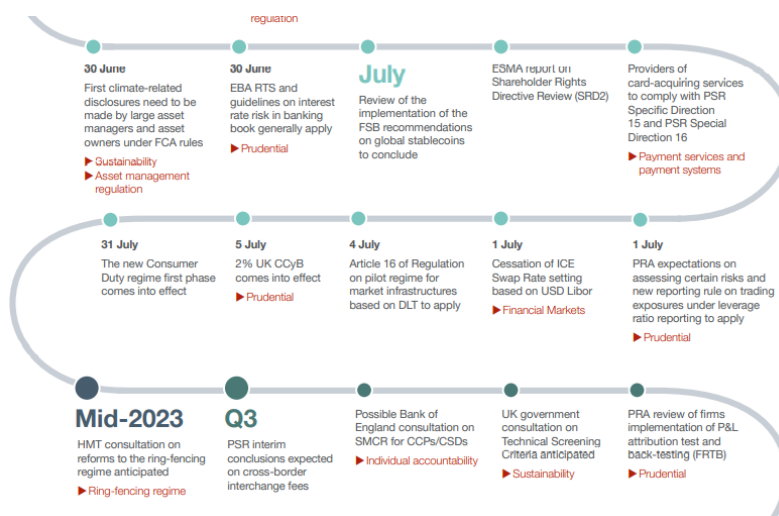 regulation
30 June
First climate-related
disclosures need to be
made by large asset
managers and asset
owners under FCA rules
▶ Sustainability
▶ Asset management
regulation
30 June
EBA RTS and
guidelines on interest
rate risk in banking
book generally apply
▶ Prudential
July
Review of the
implementation of the
FSB recommendations
on global stablecoins
to conclude
ESMA report on
Shareholder Rights
Directive Review (SRD2)
Providers of
card-acquiring services
to comply with PSR
Specific Direction
15 and PSR Special
Direction 16
▶ Payment services and
payment systems
31 July
The new Consumer
Duty regime first phase
comes into effect
5 July
2% UK CCyB
comes into effect
▶ Prudential
4 July
Article 16 of Regulation
on pilot regime for
market infrastructures
based on DLT to apply
1 July
Cessation of ICE
Swap Rate setting
based on USD Libor
▶ Financial Markets
1 July
PRA expectations on
assessing certain risks and
new reporting rule on trading
exposures under leverage
ratio reporting to apply
▶ Prudential
Mid-2023
HMT consultation on
reforms to the ring-fencing
regime anticipated
▶ Ring-fencing regime
Q3
PSR interim
conclusions expected
on cross-border
interchange fees
Possible Bank of
England consultation on
SMCR for CCPs/CSDs
▶ Individual accountability
UK government
consultation on
Technical Screening
Criteria anticipated
▶ Sustainability
PRA review of firms
implementation of P&L
attribution test and
back-testing (FRTB)
▶ Prudential